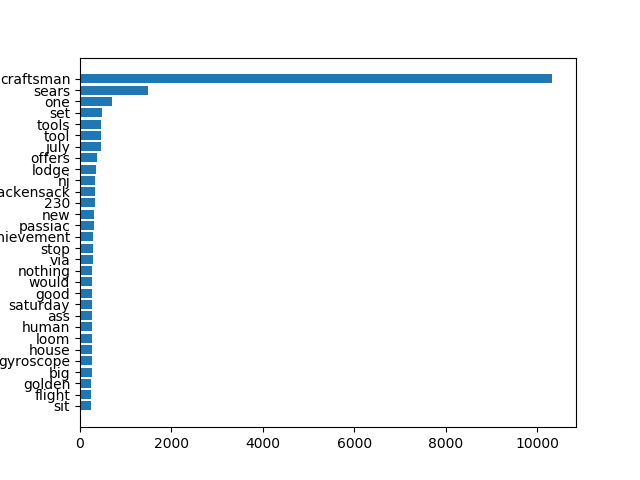 craftsman
sears
one
set
tools
tool
july
offers
lodge
nj
ackensack
230
new
passiac
hievement
stop
via
nothing
would
good
saturday
ass
human
loom
house
gyroscope
big
golden
flight
sit
0 2000 4000 6000 8000 10000